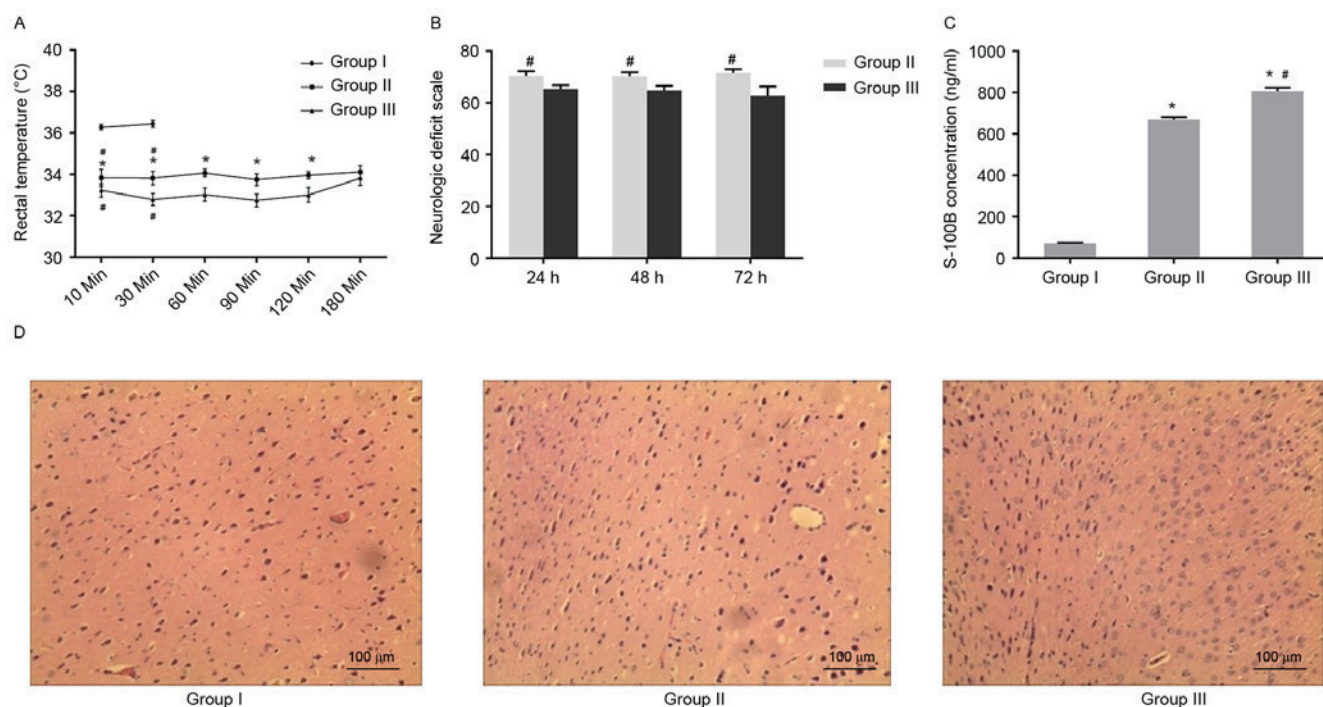 A
Rectal temperature (°C)
40
38
36
34
32
30
Group I
Group II
Group III
#
*
#
*
*
*
*
#
#
10 Min
30 Min
60 Min
90 Min
120 Min
180 Min
B
Neurologic deficit scale
80
60
40
20
0
#
#
#
Group II
Group III
24 h
48 h
72 h
C
S-100B concentration (ng/ml)
1000
800
600
400
200
0
*
* #
Group I
Group II
Group III
D
100 μm
100 μm
100 μm
Group I
Group II
Group III